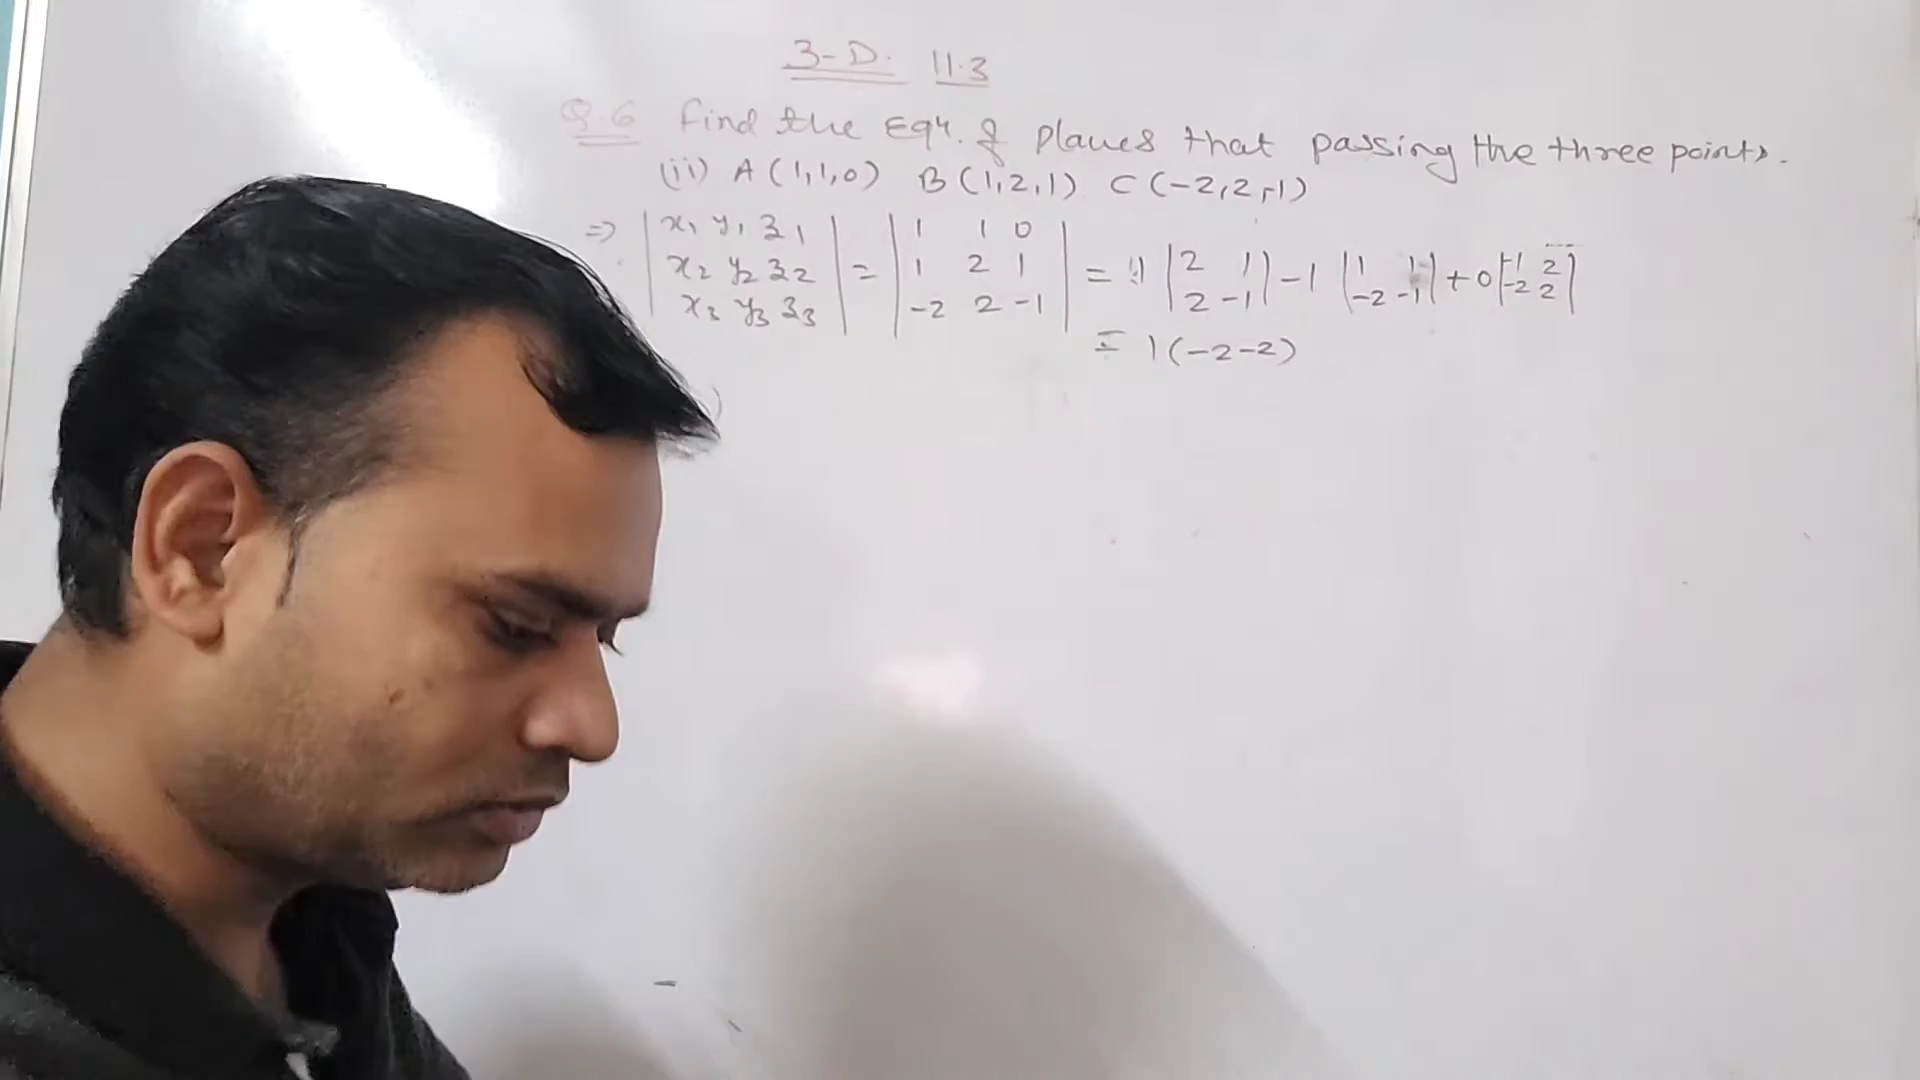 3-D. 11.3
Q.6 Find the Eqn. of Planes that passing the three points.
(ii) A (1,1,0) B (1,2,1) C (-2,2,-1)
=> | x1 y1 z1 | = | 1 1 0 | = 1 | 2 1 | - 1 | 1 1 | + 0 | 1 2 |
| x2 y2 z2 | | 1 2 1 | | 2 -1 | | -2 -1 | | -2 2 |
| x3 y3 z3 | | -2 2 -1 |
= 1(-2-2)